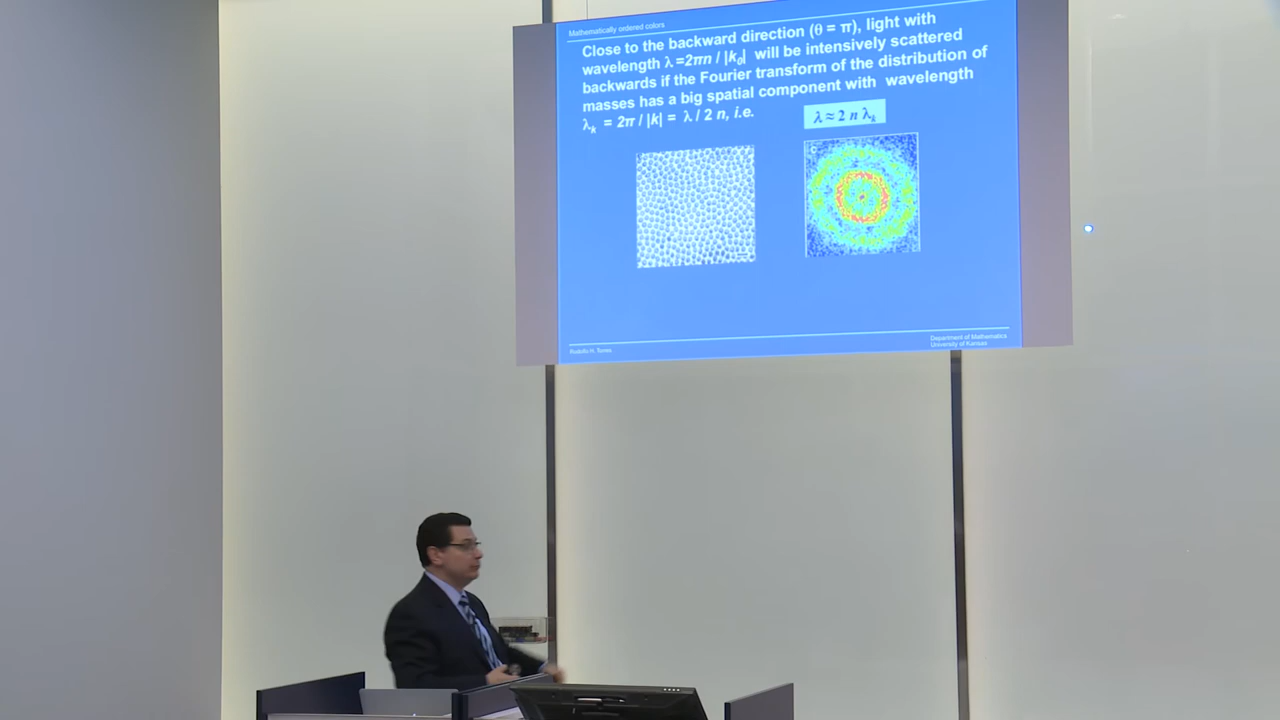 Mathematically ordered colors
Close to the backward direction (θ = π), light with
wavelength λ =2πn / |k₀| will be intensively scattered
backwards if the Fourier transform of the distribution of
masses has a big spatial component with wavelength
λₖ = 2π / |k| = λ / 2 n, i.e.
λ ≈ 2 n λₖ
Rodolfo H. Torres
Department of Mathematics
University of Kansas